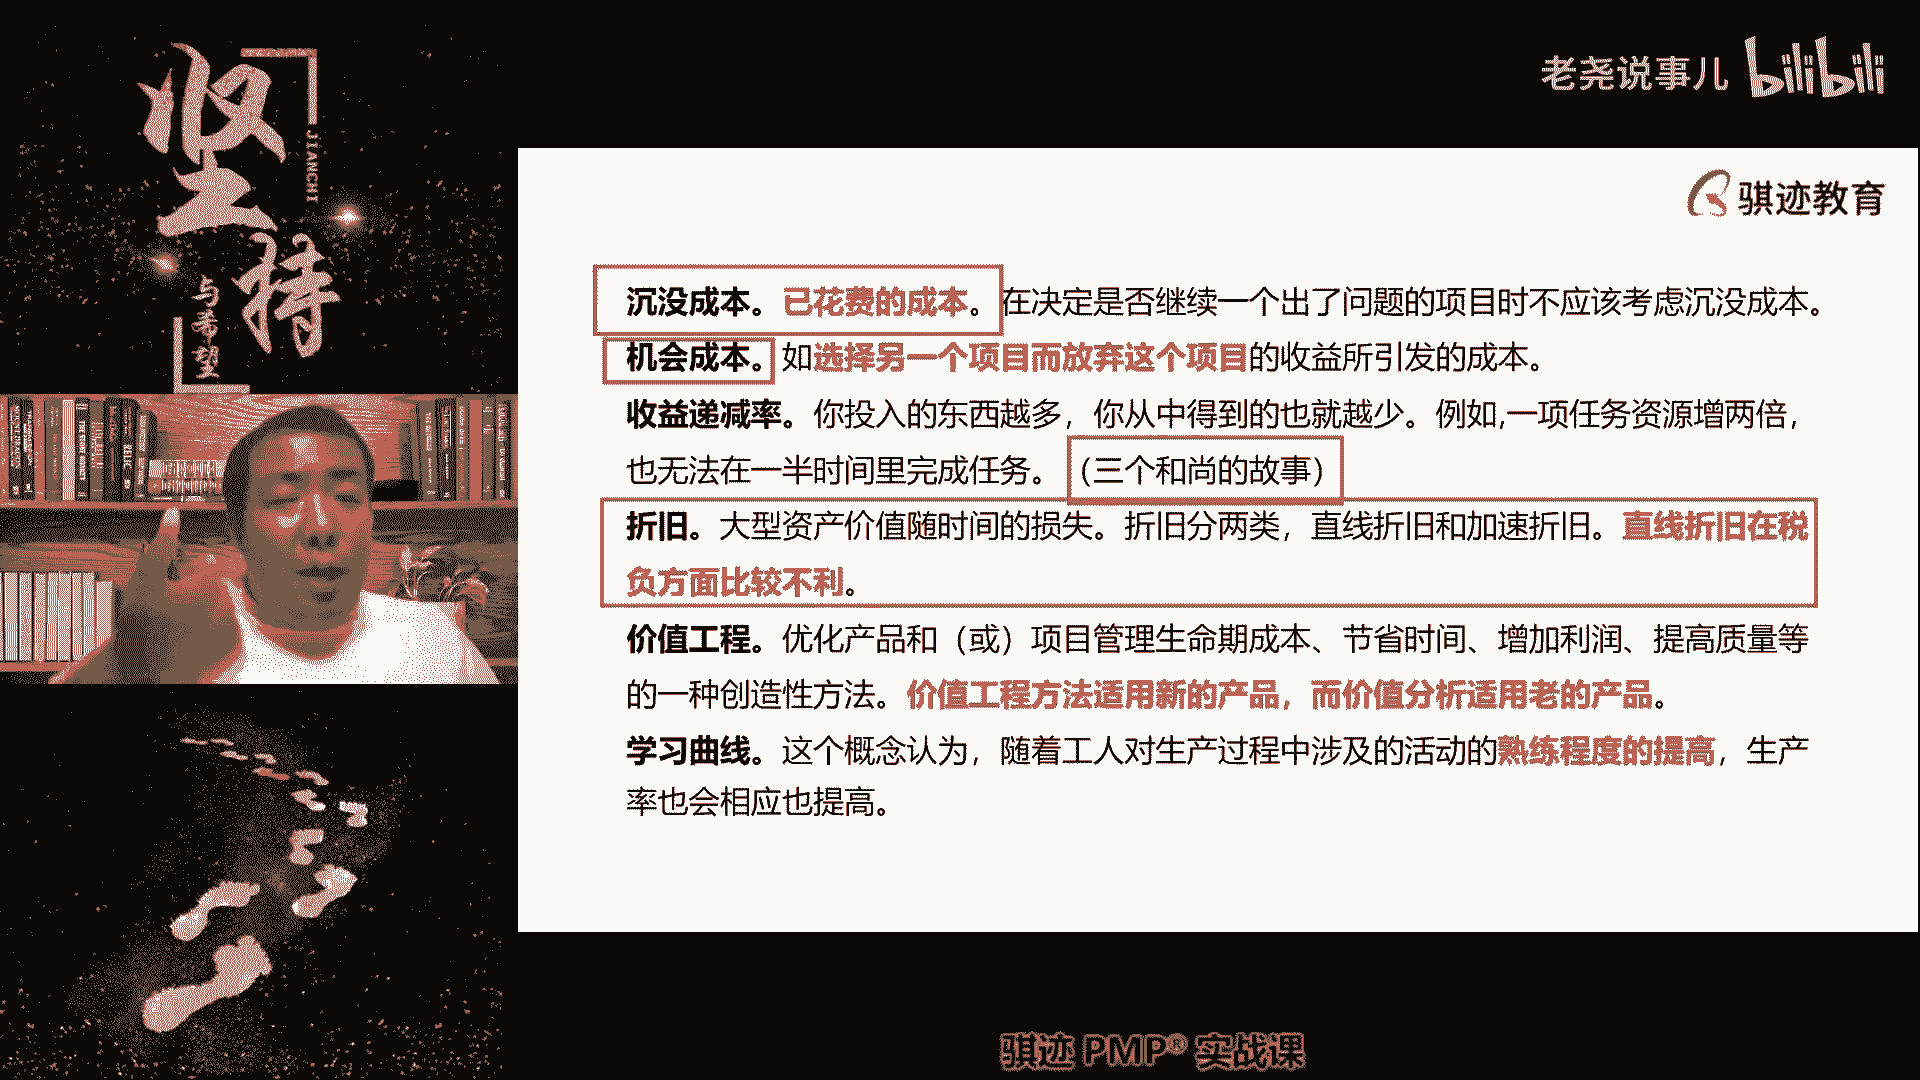 坚持
JIANCHI
与希望
老尧说事儿 bilibili
骐迹教育
沉没成本。已花费的成本。在决定是否继续一个出了问题的项目时不应该考虑沉没成本。
机会成本。如选择另一个项目而放弃这个项目的收益所引发的成本。
收益递减率。你投入的东西越多，你从中得到的也就越少。例如,一项任务资源增两倍，
也无法在一半时间里完成任务。（三个和尚的故事）
折旧。大型资产价值随时间的损失。折旧分两类，直线折旧和加速折旧。直线折旧在税
负方面比较不利。
价值工程。优化产品和（或）项目管理生命期成本、节省时间、增加利润、提高质量等
的一种创造性方法。价值工程方法适用新的产品，而价值分析适用老的产品。
学习曲线。这个概念认为，随着工人对生产过程中涉及的活动的熟练程度的提高，生产
率也会相应也提高。
骐迹 PMP® 实战课